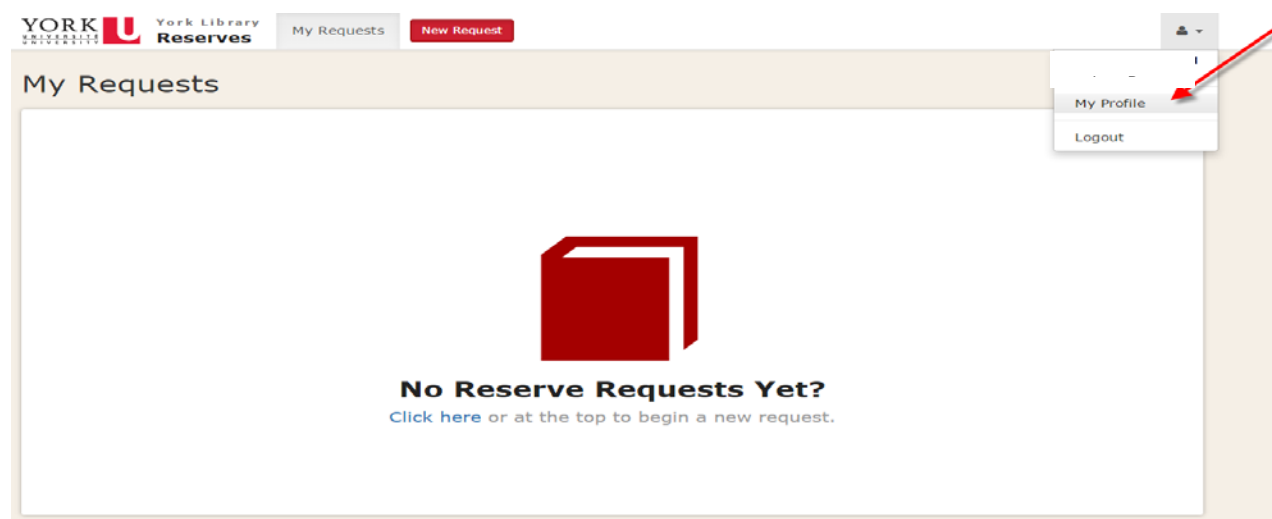 YORK U
UNIVERSITÉ
UNIVERSITY
York Library
Reserves
My Requests
New Request
My Requests
My Profile
Logout
No Reserve Requests Yet?
Click here or at the top to begin a new request.